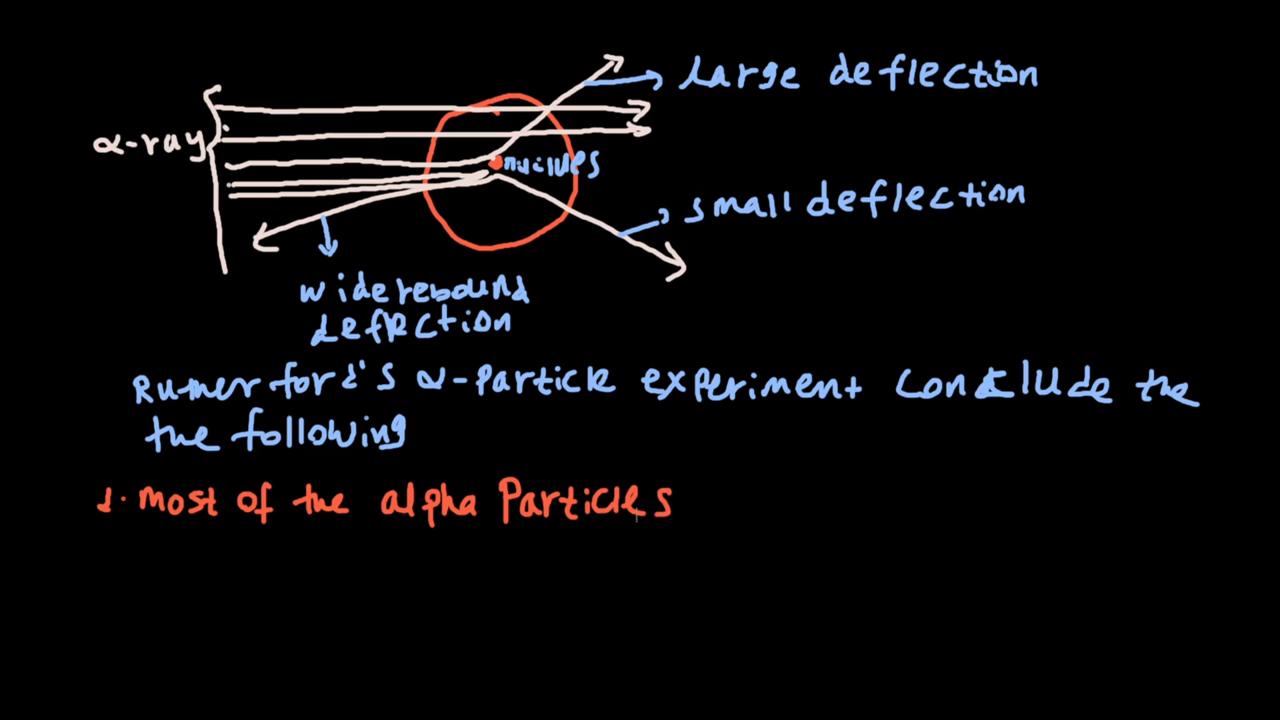 Large deflection
α-ray
nuclues
small deflection
wide rebound
deflection
Rutherford's α-particle experiment conclude the
the following
1. most of the alpha Particles